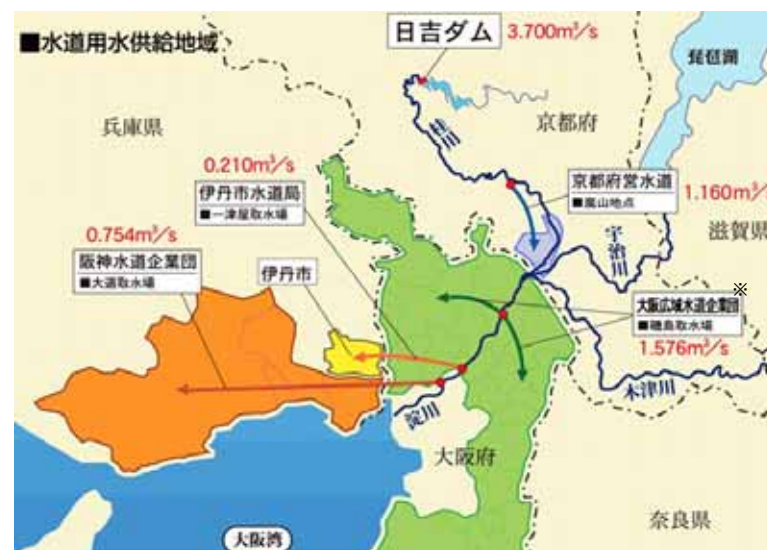 ■水道用水供給地域
日吉ダム 3.700m³/s
琵琶湖
兵庫県
京都府
桂川
0.210m³/s
伊丹市水道局
■一津屋取水場
京都府営水道
■嵐山地点
1.160m³/s
宇治川
滋賀県
0.754m³/s
阪神水道企業団
■大道取水場
伊丹市
※
大阪広域水道企業団
■磯島取水場
1.576m³/s
木津川
淀川
大阪府
奈良県
大阪湾